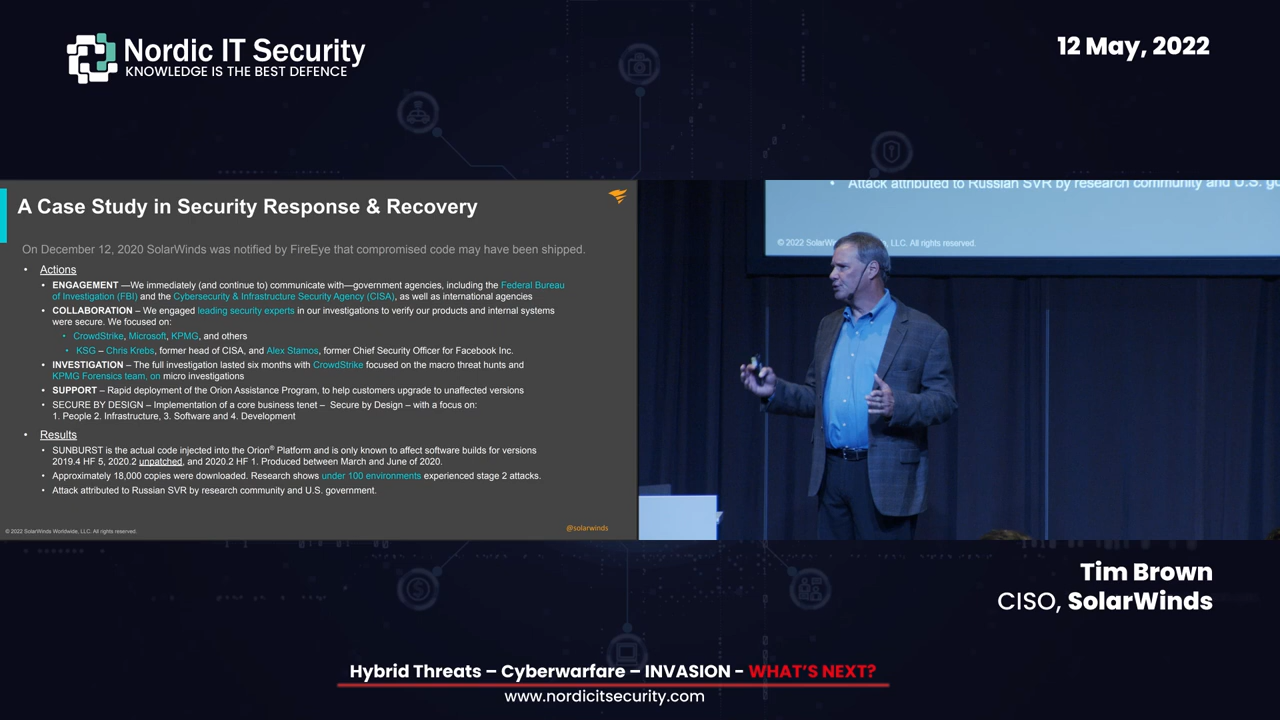 Nordic IT Security
KNOWLEDGE IS THE BEST DEFENCE
12 May, 2022
A Case Study in Security Response & Recovery
On December 12, 2020 SolarWinds was notified by FireEye that compromised code may have been shipped.
• Actions
• ENGAGEMENT —We immediately (and continue to) communicate with—government agencies, including the Federal Bureau
of Investigation (FBI) and the Cybersecurity & Infrastructure Security Agency (CISA), as well as international agencies
• COLLABORATION – We engaged leading security experts in our investigations to verify our products and internal systems
were secure. We focused on:
• CrowdStrike, Microsoft, KPMG, and others
• KSG – Chris Krebs, former head of CISA, and Alex Stamos, former Chief Security Officer for Facebook Inc.
• INVESTIGATION – The full investigation lasted six months with CrowdStrike focused on the macro threat hunts and
KPMG Forensics team, on micro investigations
• SUPPORT – Rapid deployment of the Orion Assistance Program, to help customers upgrade to unaffected versions
• SECURE BY DESIGN – Implementation of a core business tenet – Secure by Design – with a focus on:
1. People 2. Infrastructure, 3. Software and 4. Development
• Results
• SUNBURST is the actual code injected into the Orion® Platform and is only known to affect software builds for versions
2019.4 HF 5, 2020.2 unpatched, and 2020.2 HF 1. Produced between March and June of 2020.
• Approximately 18,000 copies were downloaded. Research shows under 100 environments experienced stage 2 attacks.
• Attack attributed to Russian SVR by research community and U.S. government.
© 2022 SolarWinds Worldwide, LLC. All rights reserved.
@solarwinds
• Attack attributed to Russian SVR by research community and U.S. go
© 2022 SolarW , LLC. All rights reserved.
Tim Brown
CISO, SolarWinds
Hybrid Threats – Cyberwarfare – INVASION - WHAT'S NEXT?
www.nordicitsecurity.com